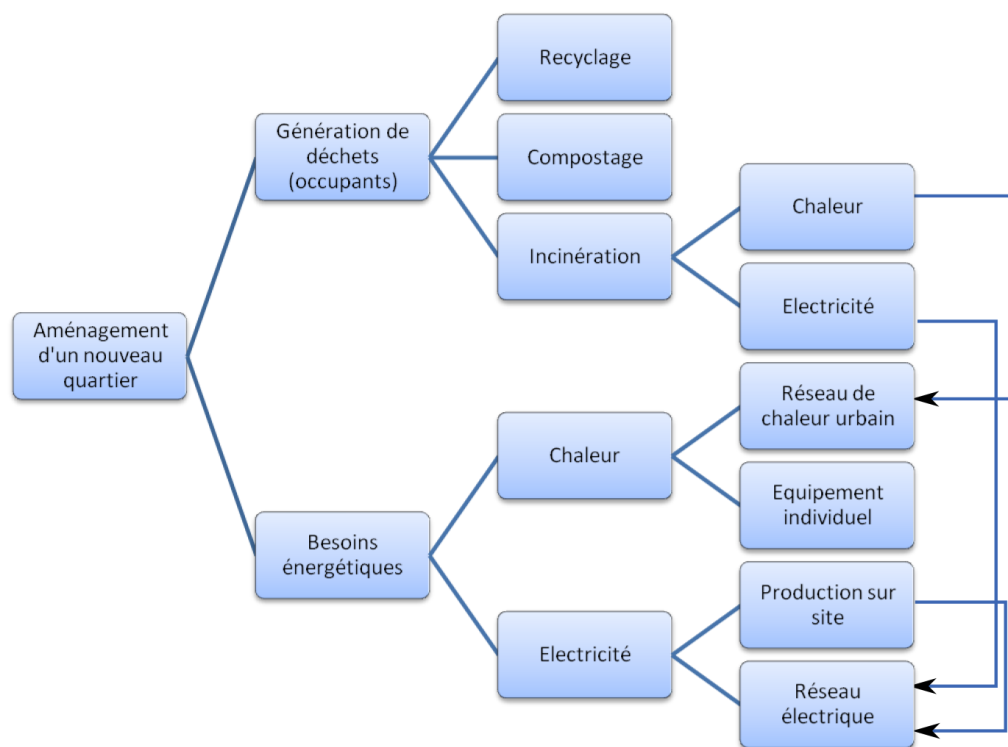 Aménagement
d'un nouveau
quartier
Génération de
déchets
(occupants)
Recyclage
Compostage
Incinération
Chaleur
Electricité
Besoins
énergétiques
Chaleur
Réseau de
chaleur urbain
Equipement
individuel
Electricité
Production sur
site
Réseau
électrique